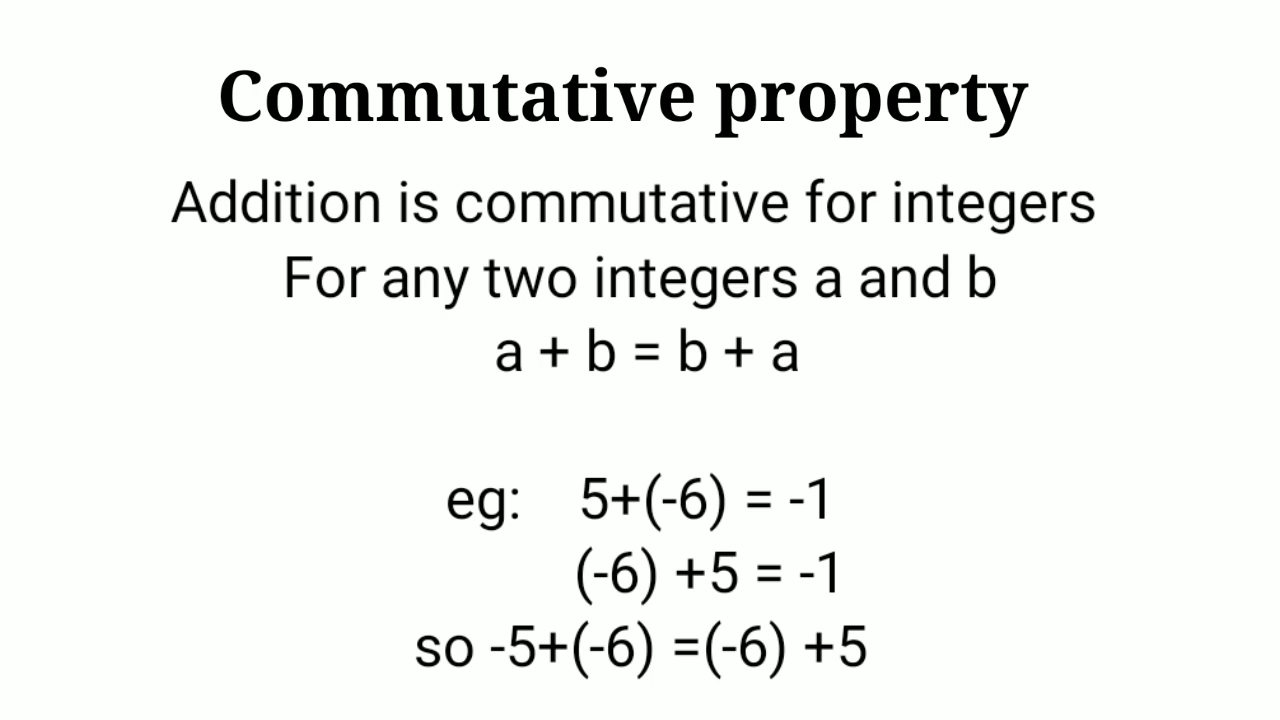 Commutative property
Addition is commutative for integers
For any two integers a and b
a + b = b + a
eg: 5+(-6) = -1
(-6) +5 = -1
so -5+(-6) =(-6) +5